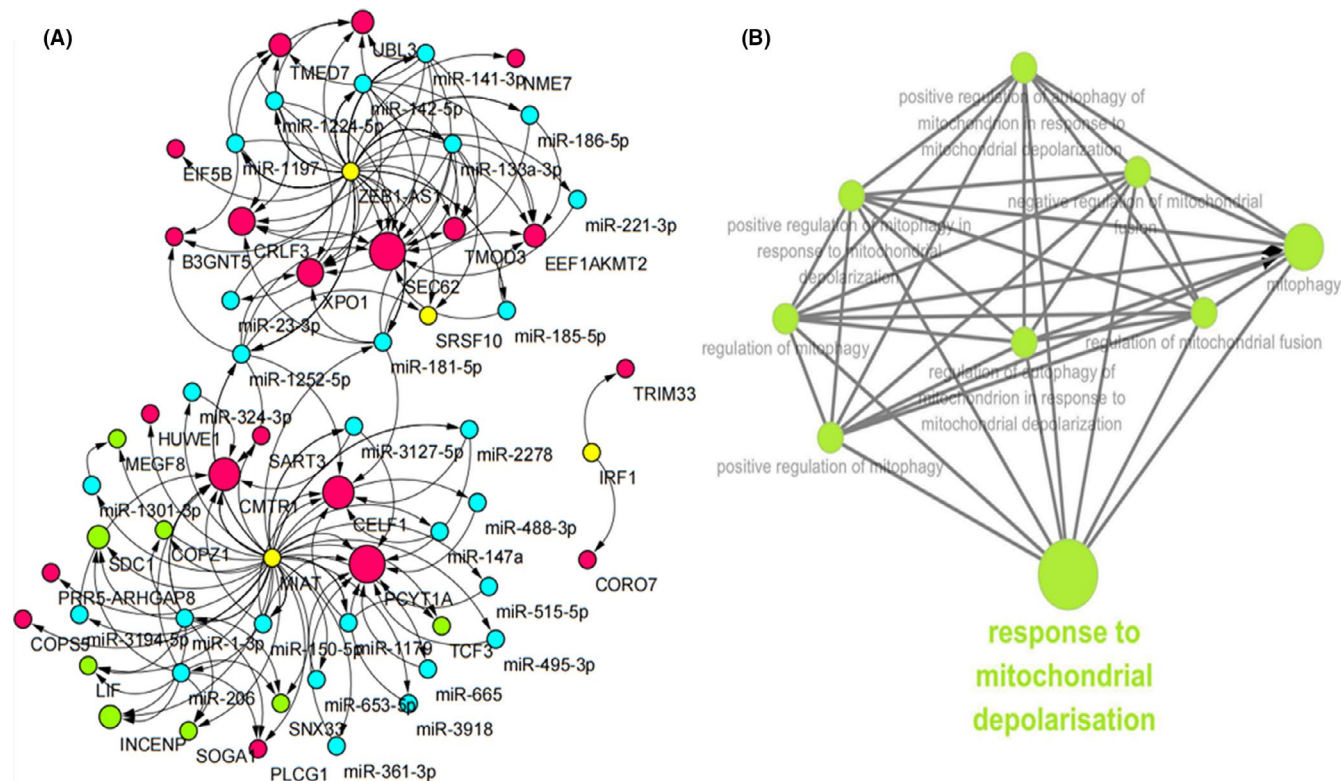 (A)
UBL3
TMED7
miR-141-3p
NME7
miR-142-5p
miR-1224-5p
miR-186-5p
miR-1197
miR-133a-3p
EIF5B
ZEB1-AS1
miR-221-3p
CRLF3
TMOD3
B3GNT5
EEF1AKMT2
SEC62
XPO1
miR-23-3p
SRSF10
miR-185-5p
miR-1252-5p
miR-181-5p
TRIM33
miR-324-3p
HUWE1
SART3
miR-3127-5p
miR-2278
MEGF8
IRF1
CMTR1
miR-1301-3p
CELF1
miR-488-3p
SDC1
COPZ1
miR-147a
MIAT
CORO7
PRR5-ARHGAP8
PCYT1A
miR-515-5p
COPS5
miR-3194-5p
miR-1-3p
miR-150-5p
miR-1179
TCF3
miR-495-3p
LIF
miR-206
miR-665
miR-653-5p
SNX33
miR-3918
INCENP
SOGA1
PLCG1
miR-361-3p
(B)
positive regulation of autophagy of
mitochondrion in response to
mitochondrial depolarization
negative regulation of mitochondrial
fusion
positive regulation of mitophagy in
response to mitochondrial
depolarization
mitophagy
regulation of mitophagy
regulation of mitochondrial fusion
regulation of autophagy of
mitochondrion in response to
mitochondrial depolarization
positive regulation of mitophagy
response to
mitochondrial
depolarisation